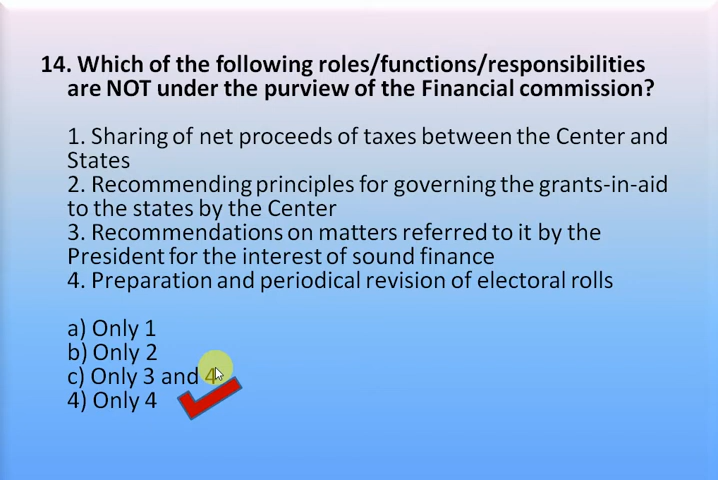 14. Which of the following roles/functions/responsibilities
are NOT under the purview of the Financial commission?
1. Sharing of net proceeds of taxes between the Center and
States
2. Recommending principles for governing the grants-in-aid
to the states by the Center
3. Recommendations on matters referred to it by the
President for the interest of sound finance
4. Preparation and periodical revision of electoral rolls
a) Only 1
b) Only 2
c) Only 3 and 4
4) Only 4